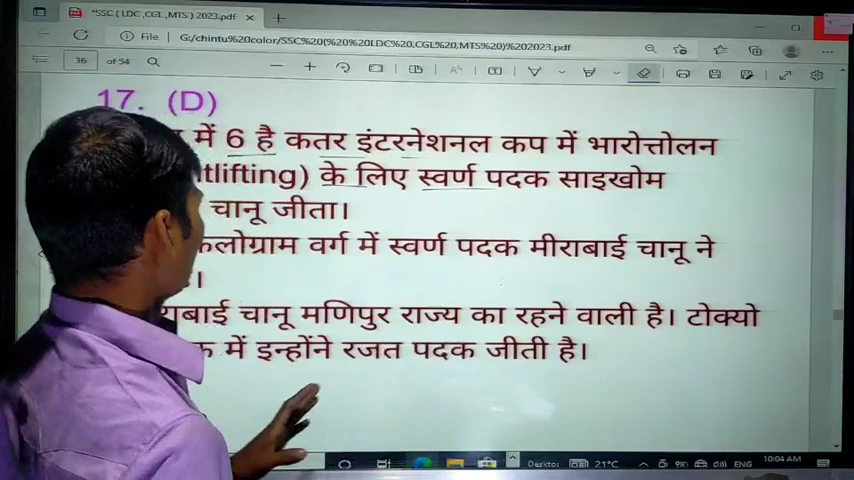 *SSC ( LDC ,CGL ,MTS ) 2023.pdf
File G:/chintu%20color/SSC%20(%20%20LDC%20,CGL%20,MTS%20)%202023.pdf
36 of 54
17. (D)
में 6 है कतर इंटरनेशनल कप में भारोत्तोलन
tlifting) के लिए स्वर्ण पदक साइखोम
चानू जीता।
कलोग्राम वर्ग में स्वर्ण पदक मीराबाई चानू ने
है।
राबाई चानू मणिपुर राज्य का रहने वाली है। टोक्यो
क में इन्होंने रजत पदक जीती है।
Desktop 21°C ENG 10:04 AM